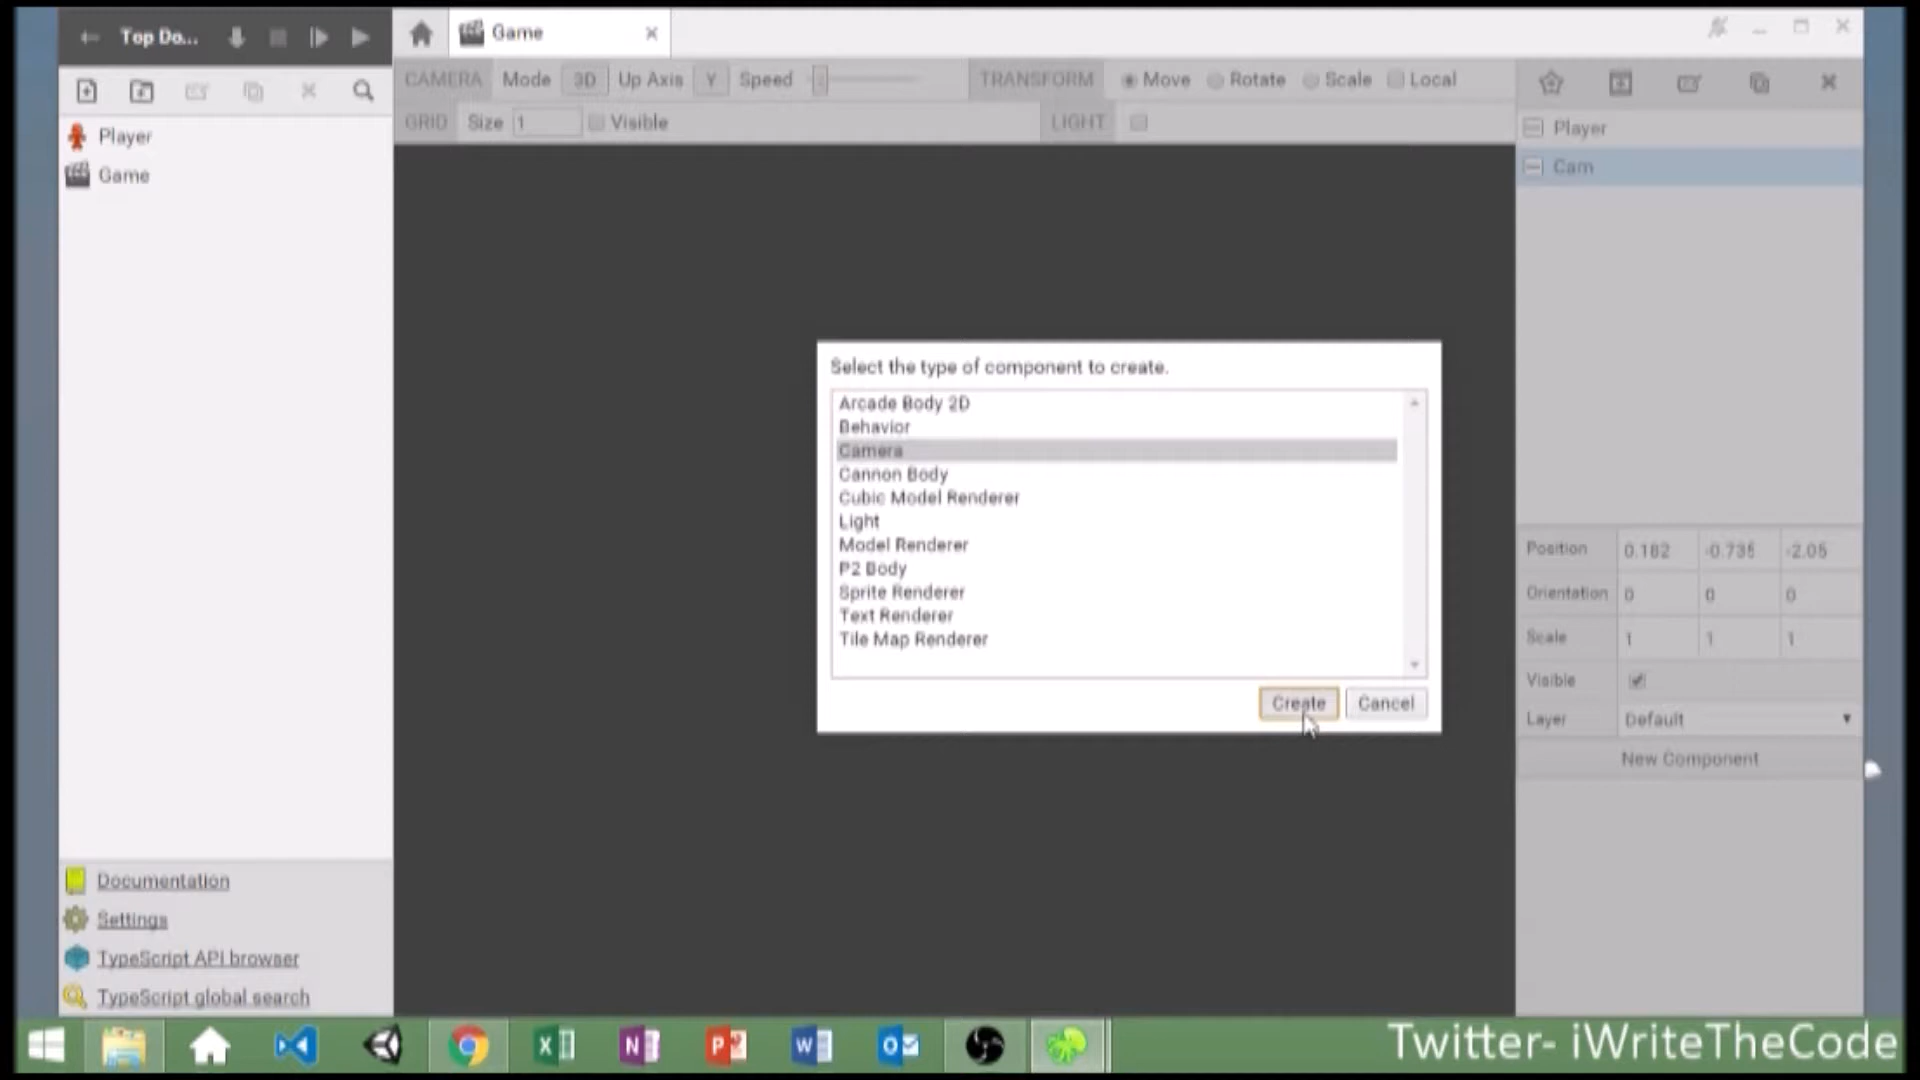 Top Do...
Game
CAMERA Mode 3D Up Axis Y Speed
TRANSFORM Move Rotate Scale Local
GRID Size 1 Visible
LIGHT
Player
Game
Player
Cam
Select the type of component to create.
Arcade Body 2D
Behavior
Camera
Cannon Body
Cubic Model Renderer
Light
Model Renderer
P2 Body
Sprite Renderer
Text Renderer
Tile Map Renderer
Create Cancel
Position 0.182 -0.735 -2.05
Orientation 0 0 0
Scale 1 1 1
Visible
Layer Default
New Component
Documentation
Settings
TypeScript API browser
TypeScript global search
Twitter- iWriteTheCode